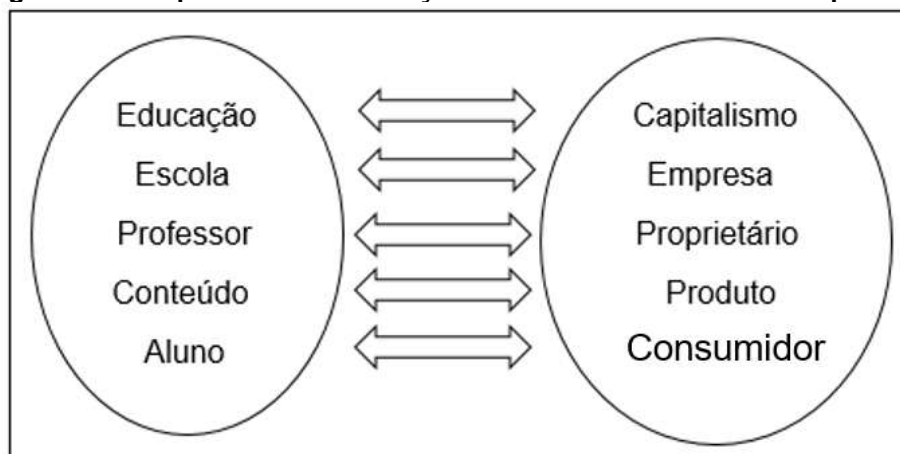 Educação Capitalismo
Escola Empresa
Professor Proprietário
Conteúdo Produto
Aluno Consumidor